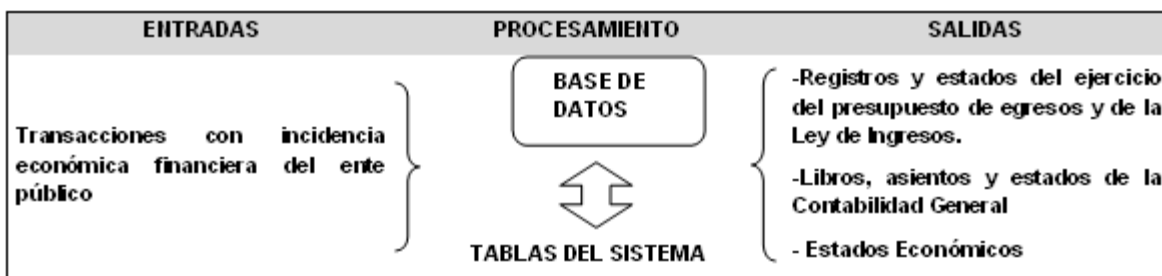 ENTRADAS PROCESAMIENTO SALIDAS
Transacciones con incidencia
económica financiera del ente
público
BASE DE
DATOS
TABLAS DEL SISTEMA
-Registros y estados del ejercicio
del presupuesto de egresos y de la
Ley de Ingresos.
-Libros, asientos y estados de la
Contabilidad General
- Estados Económicos